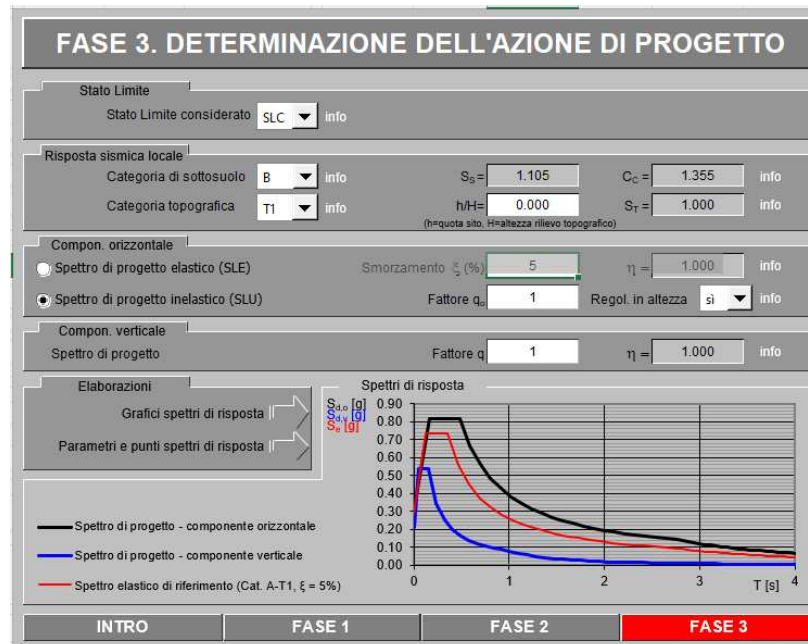 FASE 3. DETERMINAZIONE DELL'AZIONE DI PROGETTO
Stato Limite
Stato Limite considerato SLC info
Risposta sismica locale
Categoria di sottosuolo B info SS = 1.105 CC = 1.355 info
Categoria topografica T1 info h/H= 0.000 ST = 1.000 info
(h=quota sito, H=altezza rilievo topografico)
Compon. orizzontale
Spettro di progetto elastico (SLE) Smorzamento ξ (%) 5 η = 1.000 info
Spettro di progetto inelastico (SLU) Fattore qo 1 Regol. in altezza sì info
Compon. verticale
Spettro di progetto Fattore q 1 η = 1.000 info
Elaborazioni
Grafici spettri di risposta
Parametri e punti spettri di risposta
Spettri di risposta
Sd,o [g]
Sd,v [g]
Se [g]
0.90
0.80
0.70
0.60
0.50
0.40
0.30
0.20
0.10
0.00
0 1 2 3 T [s] 4
Spettro di progetto - componente orizzontale
Spettro di progetto - componente verticale
Spettro elastico di riferimento (Cat. A-T1, ξ = 5%)
INTRO FASE 1 FASE 2 FASE 3